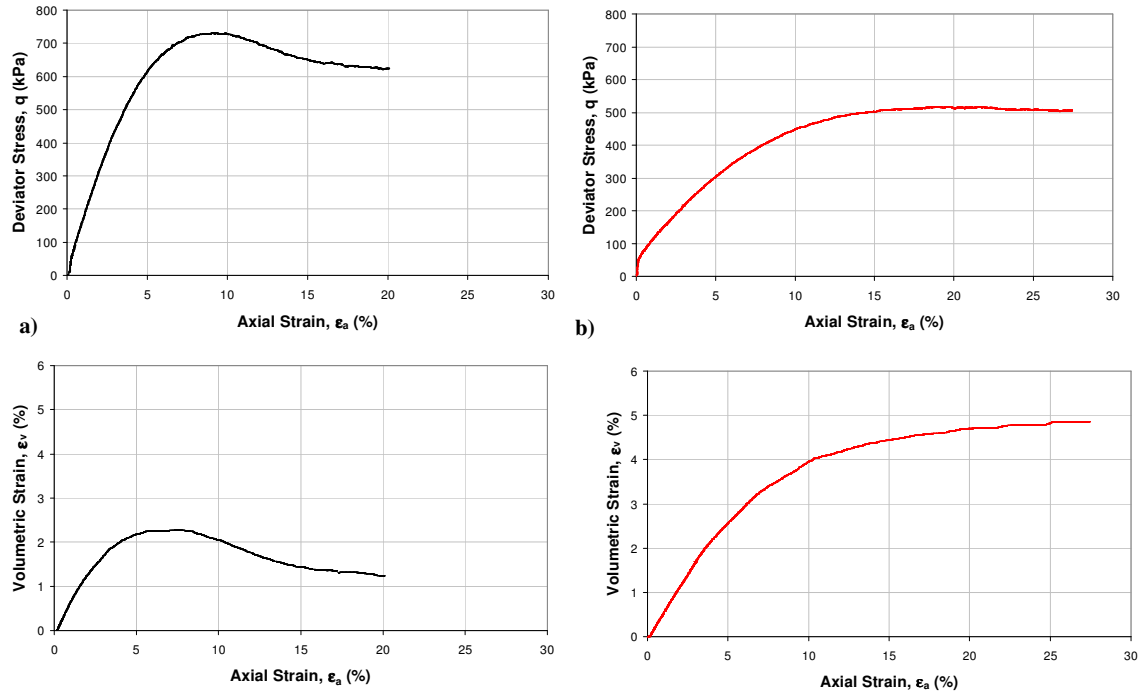 800
700
600
500
400
300
200
100
0
Deviator Stress, q (kPa)
0 5 10 15 20 25 30
Axial Strain, εa (%)
a)
800
700
600
500
400
300
200
100
0
Deviator Stress, q (kPa)
0 5 10 15 20 25 30
Axial Strain, εa (%)
b)
6
5
4
3
2
1
0
Volumetric Strain, εv (%)
0 5 10 15 20 25 30
Axial Strain, εa (%)
6
5
4
3
2
1
0
Volumetric Strain, εv (%)
0 5 10 15 20 25 30
Axial Strain, εa (%)